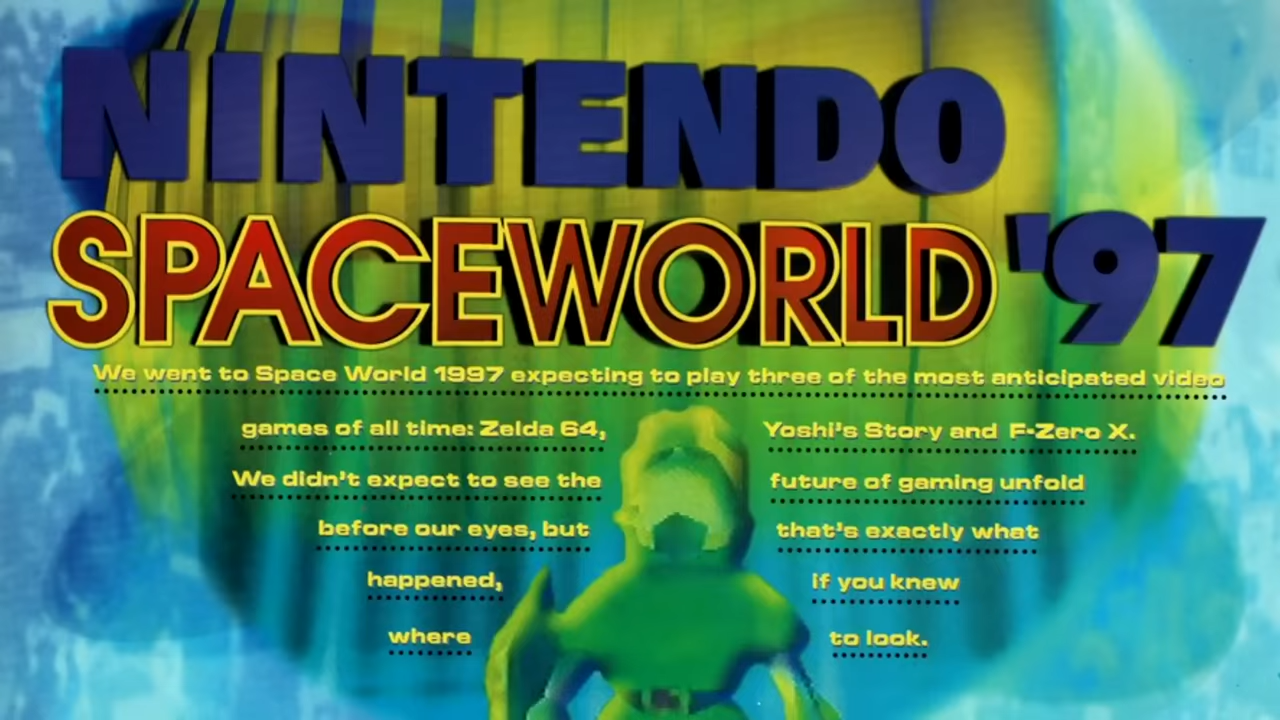 NINTENDO
SPACEWORLD '97
We went to Space World 1997 expecting to play three of the most anticipated video
games of all time: Zelda 64, Yoshi's Story and F-Zero X.
We didn't expect to see the future of gaming unfold
before our eyes, but that's exactly what
happened, if you knew
where to look.